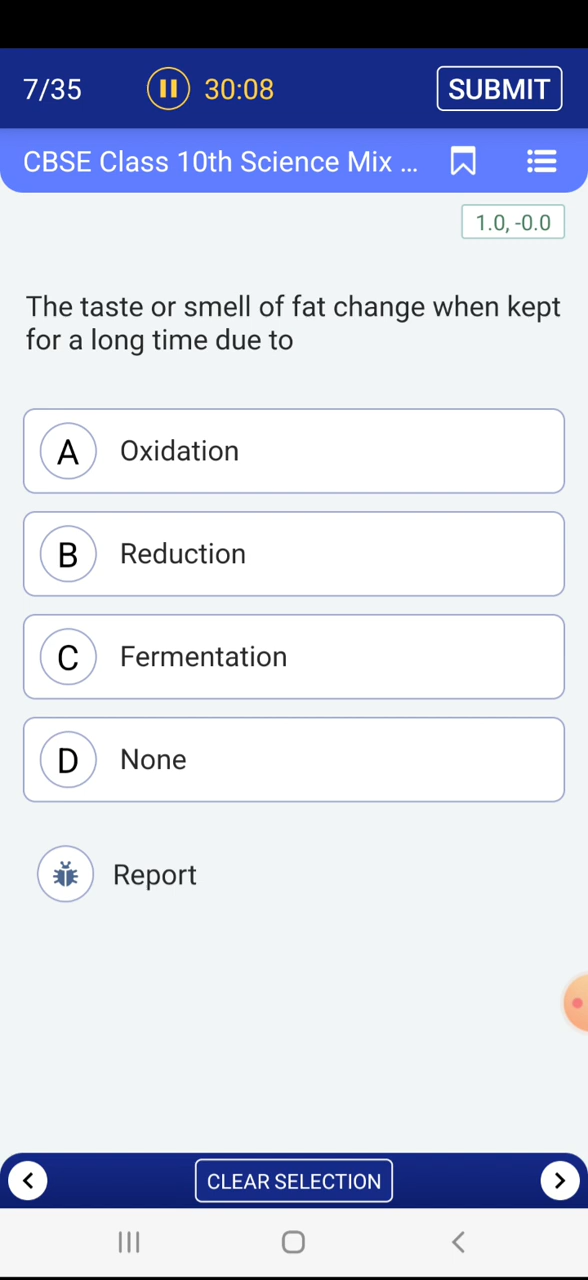 7/35
30:08
SUBMIT
CBSE Class 10th Science Mix ...
1.0, -0.0
The taste or smell of fat change when kept
for a long time due to
A Oxidation
B Reduction
C Fermentation
D None
Report
CLEAR SELECTION